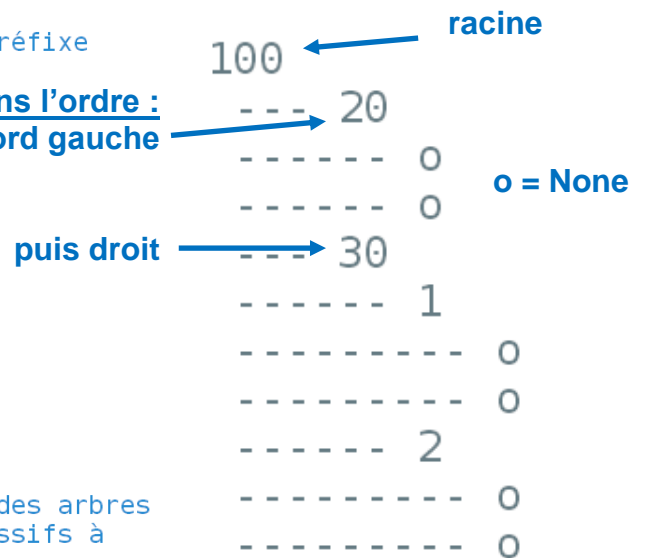 réfixe
racine
100
ns l'ordre :
ord gauche
--- 20
------ o
------ o
o = None
puis droit
--- 30
------ 1
--------- o
--------- o
------ 2
--------- o
--------- o
des arbres
ssifs à